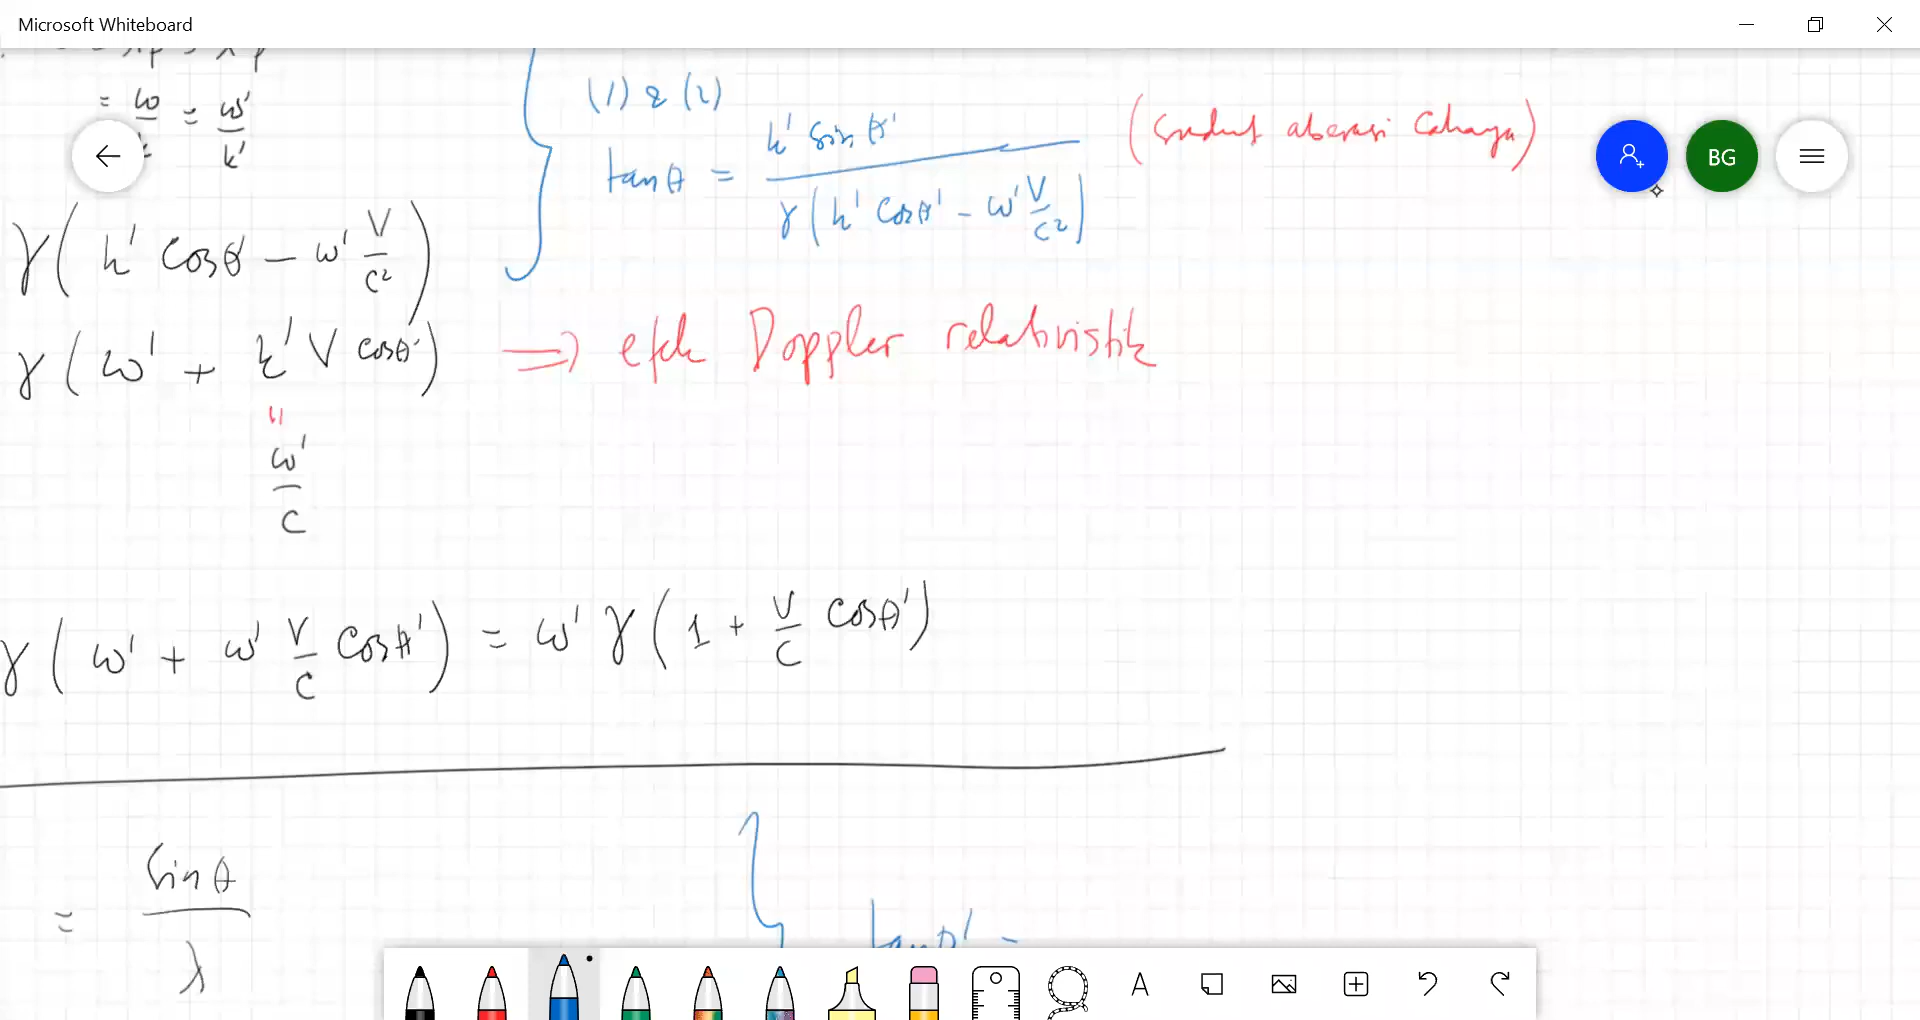 Microsoft Whiteboard
= ω/ = ω'/k'
(1) & (2)
tan θ = k' sin θ' / γ(k' cos θ' - ω' V/c²) (sudut aberasi cahaya)
BG
γ(k' cos θ' - ω' V/c²)
γ(ω' + k' V cos θ') ⇒ efek Doppler relativistik
"
ω'/c
γ(ω' + ω' V/c cos θ') = ω' γ(1 + V/c cos θ')
= sin θ / λ
tan θ' =
A